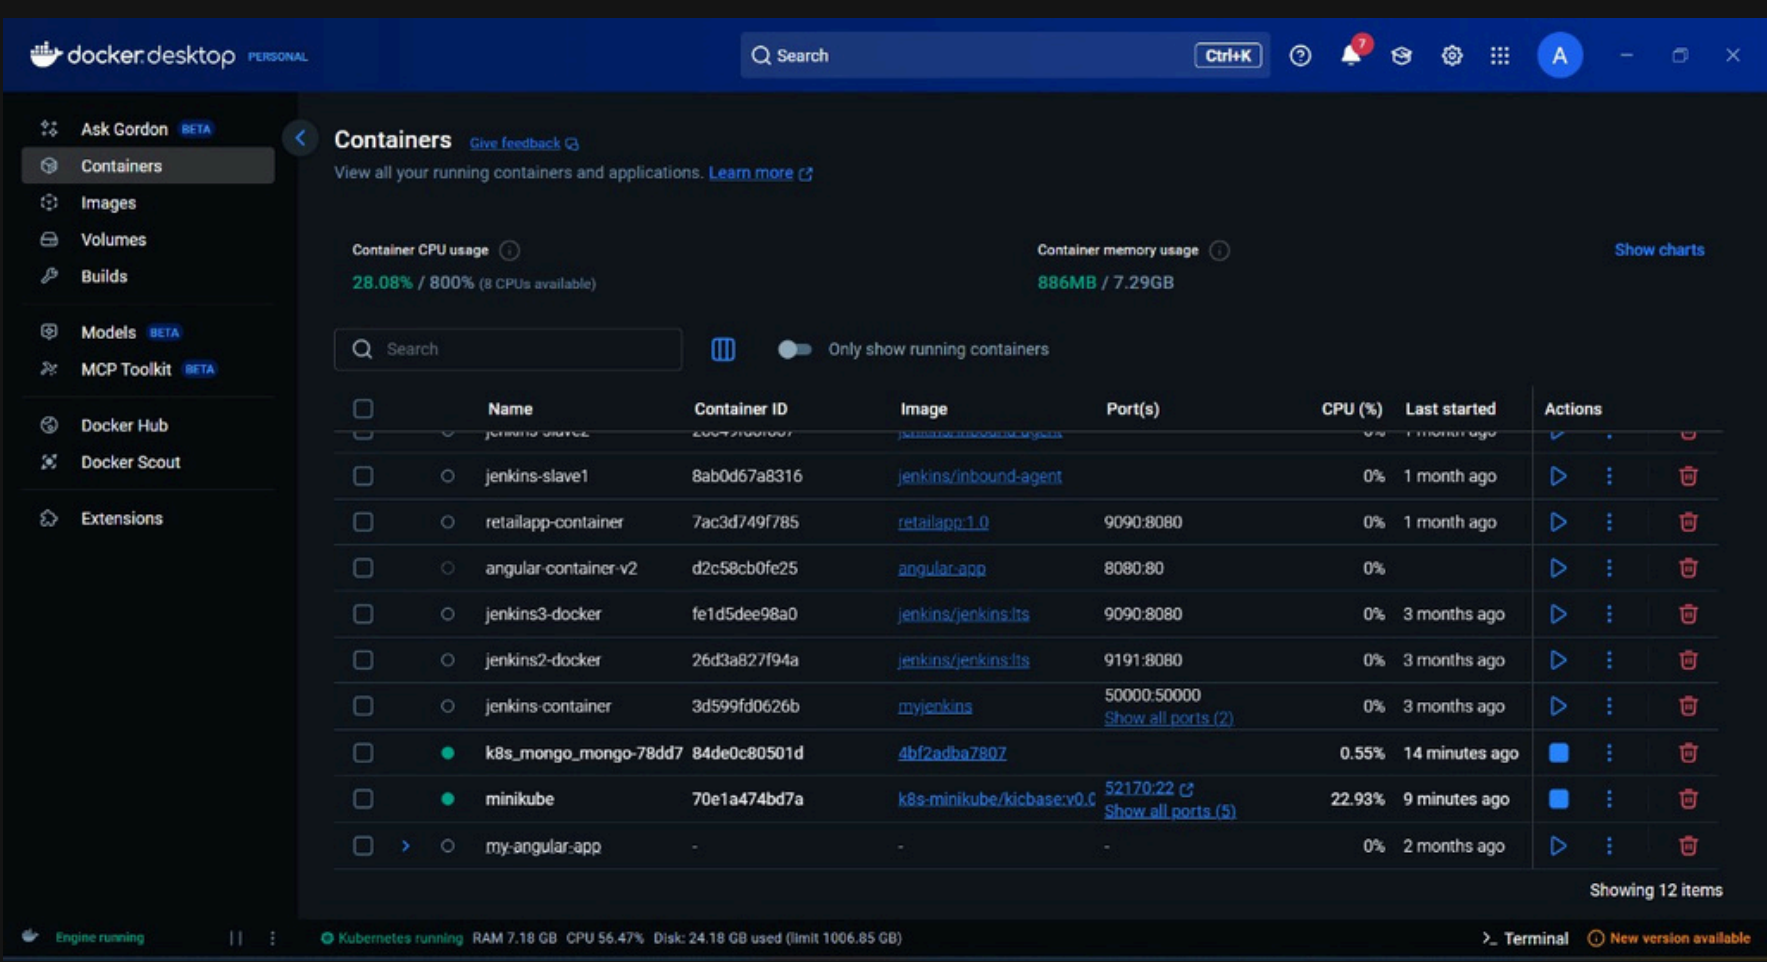 docker.desktop PERSONAL
Search
Ctrl+K
7
A
Ask Gordon BETA
Containers
Images
Volumes
Builds
Models BETA
MCP Toolkit BETA
Docker Hub
Docker Scout
Extensions
Containers Give feedback
View all your running containers and applications. Learn more
Container CPU usage
28.08% / 800% (8 CPUs available)
Container memory usage
886MB / 7.29GB
Show charts
Search
Only show running containers
Name Container ID Image Port(s) CPU (%) Last started Actions
jenkins-slave2 jenkins/inbound-agent 0% 1 month ago
jenkins-slave1 8ab0d67a8316 jenkins/inbound-agent 0% 1 month ago
retailapp-container 7ac3d749f785 retailapp:1.0 9090:8080 0% 1 month ago
angular-container-v2 d2c58cb0fe25 angular-app 8080:80 0%
jenkins3-docker fe1d5dee98a0 jenkins/jenkins:lts 9090:8080 0% 3 months ago
jenkins2-docker 26d3a827f94a jenkins/jenkins:lts 9191:8080 0% 3 months ago
jenkins-container 3d599fd0626b myjenkins 50000:50000 0% 3 months ago
Show all ports (2)
k8s_mongo_mongo-78dd7 84de0c80501d 4bf2adba7807 0.55% 14 minutes ago
minikube 70e1a474bd7a k8s-minikube/kicbase:v0.0 52170:22 22.93% 9 minutes ago
Show all ports (5)
my-angular-app - - - 0% 2 months ago
Showing 12 items
Engine running
Kubernetes running RAM 7.18 GB CPU 56.47% Disk: 24.18 GB used (limit 1006.85 GB)
>_ Terminal
New version available